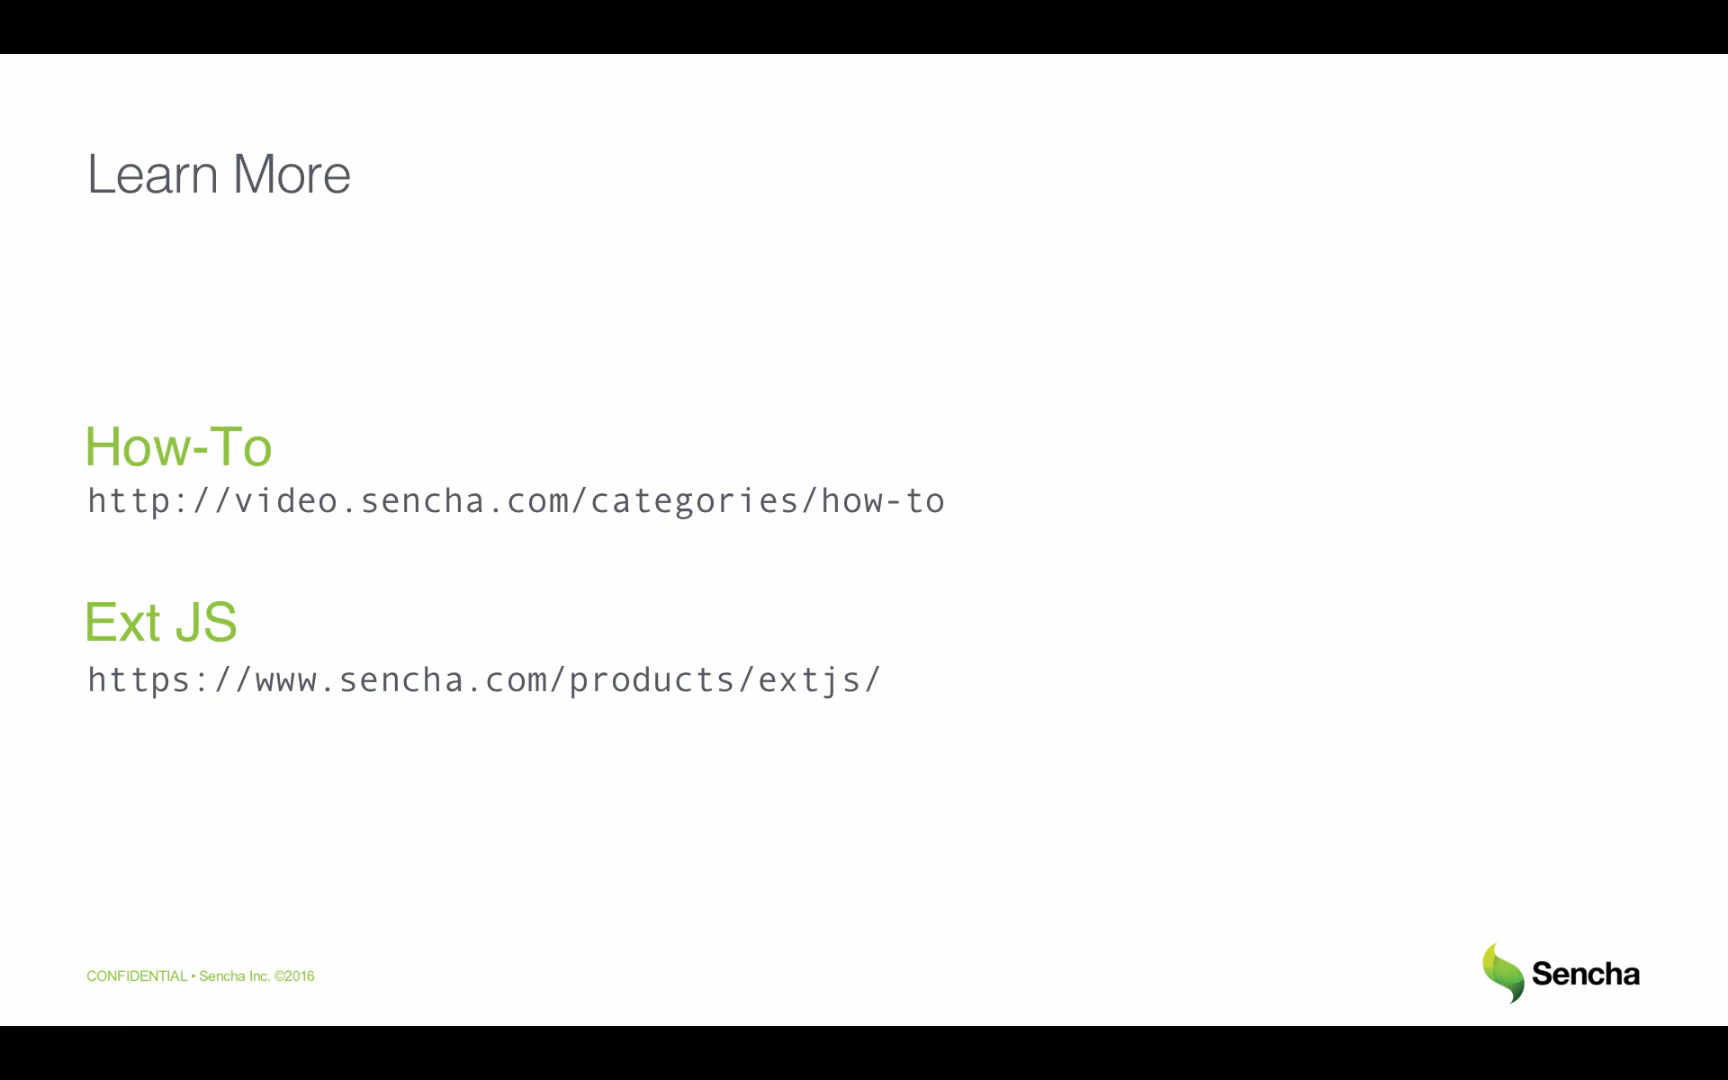 Learn More
How-To
http://video.sencha.com/categories/how-to
Ext JS
https://www.sencha.com/products/extjs/
CONFIDENTIAL • Sencha Inc. ©2016
Sencha